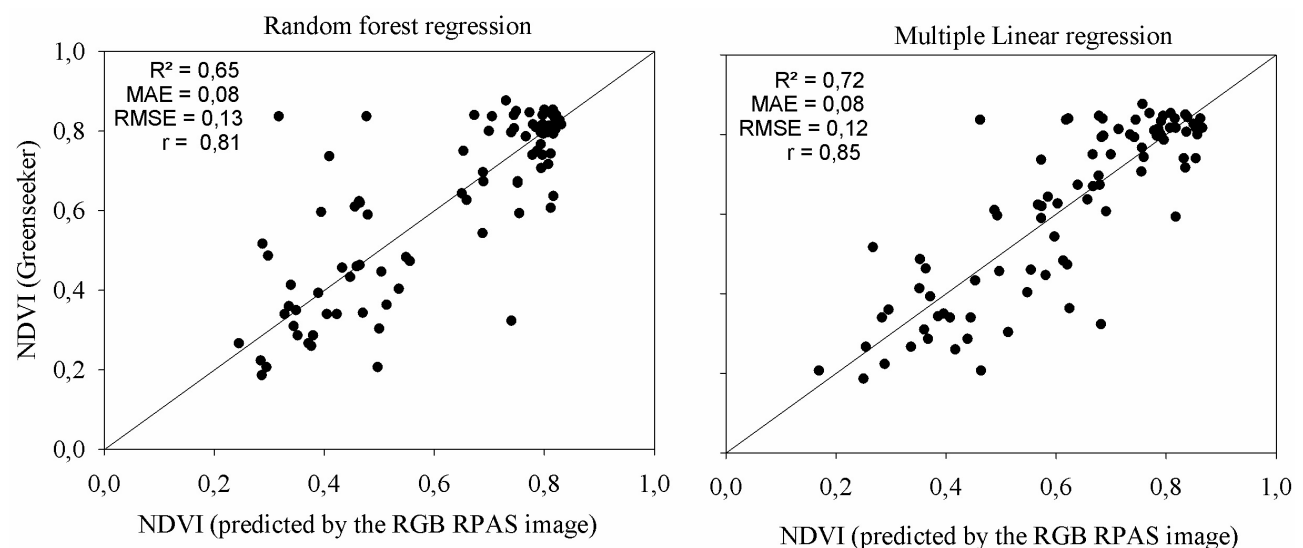 Random forest regression
R² = 0,65
MAE = 0,08
RMSE = 0,13
r = 0,81
1,0
0,8
0,6
0,4
0,2
0,0
NDVI (Greenseeker)
0,0 0,2 0,4 0,6 0,8 1,0
NDVI (predicted by the RGB RPAS image)
Multiple Linear regression
R² = 0,72
MAE = 0,08
RMSE = 0,12
r = 0,85
0,0 0,2 0,4 0,6 0,8 1,0
NDVI (predicted by the RGB RPAS image)